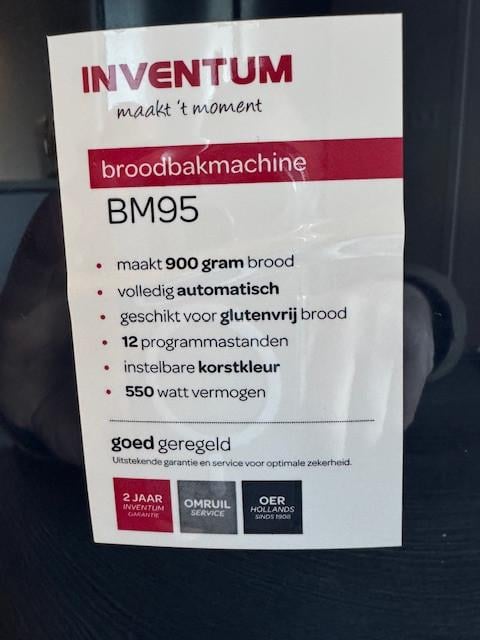 INVENTUM
maakt 't moment
broodbakmachine
BM95
• maakt 900 gram brood
• volledig automatisch
• geschikt voor glutenvrij brood
• 12 programmastanden
• instelbare korstkleur
• 550 watt vermogen
goed geregeld
Uitstekende garantie en service voor optimale zekerheid.
2 JAAR
INVENTUM
GARANTIE
OMRUIL
SERVICE
OER
HOLLANDS
SINDS 1908